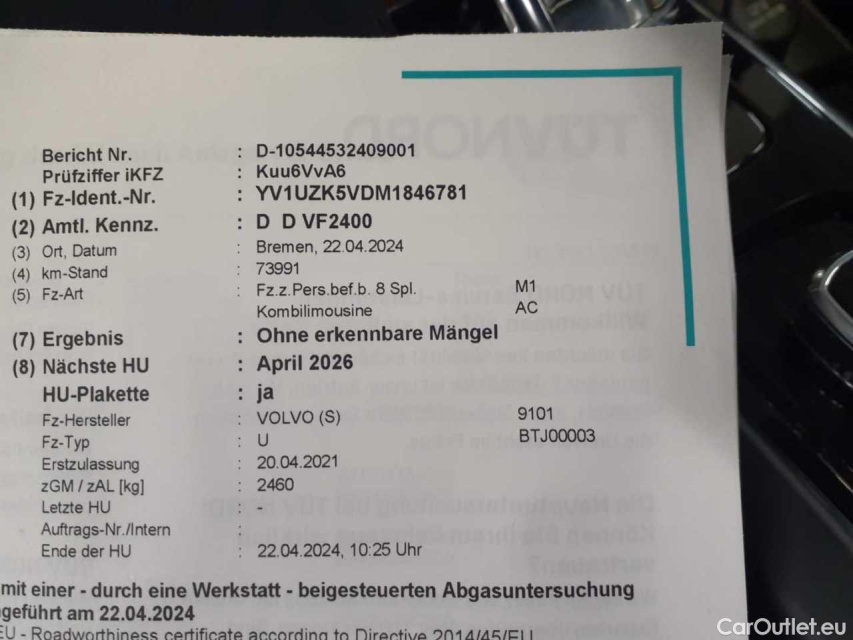 Bericht Nr. : D-10544532409001
Prüfziffer iKFZ : Kuu6VvA6
(1) Fz-Ident.-Nr. : YV1UZK5VDM1846781
(2) Amtl. Kennz. : D D VF2400
(3) Ort, Datum : Bremen, 22.04.2024
(4) km-Stand : 73991
(5) Fz-Art : Fz.z.Pers.bef.b. 8 Spl. M1
Kombilimousine AC
(7) Ergebnis : Ohne erkennbare Mängel
(8) Nächste HU : April 2026
HU-Plakette : ja
Fz-Hersteller : VOLVO (S) 9101
Fz-Typ : U BTJ00003
Erstzulassung : 20.04.2021
zGM / zAL [kg] : 2460
Letzte HU : -
Auftrags-Nr./Intern :
Ende der HU : 22.04.2024, 10:25 Uhr
mit einer - durch eine Werkstatt - beigesteuerten Abgasuntersuchung
geführt am 22.04.2024
EU - Roadworthiness certificate according to Directive 2014/45/EU
CarOutlet.eu